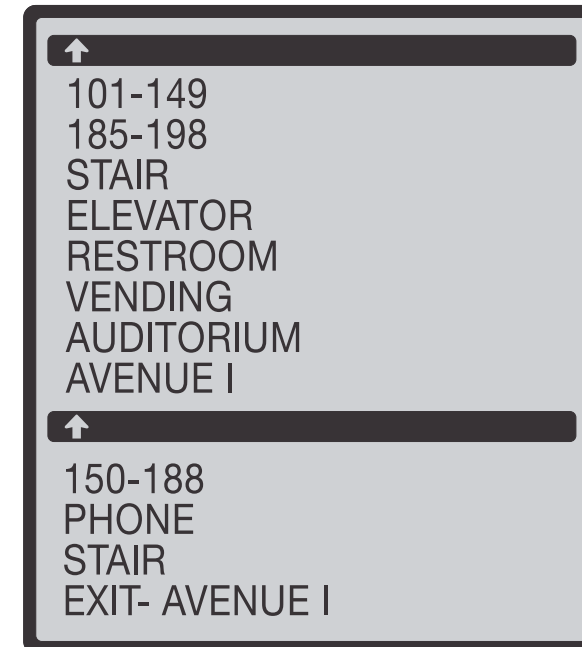 101-149
185-198
STAIR
ELEVATOR
RESTROOM
VENDING
AUDITORIUM
AVENUE I
150-188
PHONE
STAIR
EXIT- AVENUE I